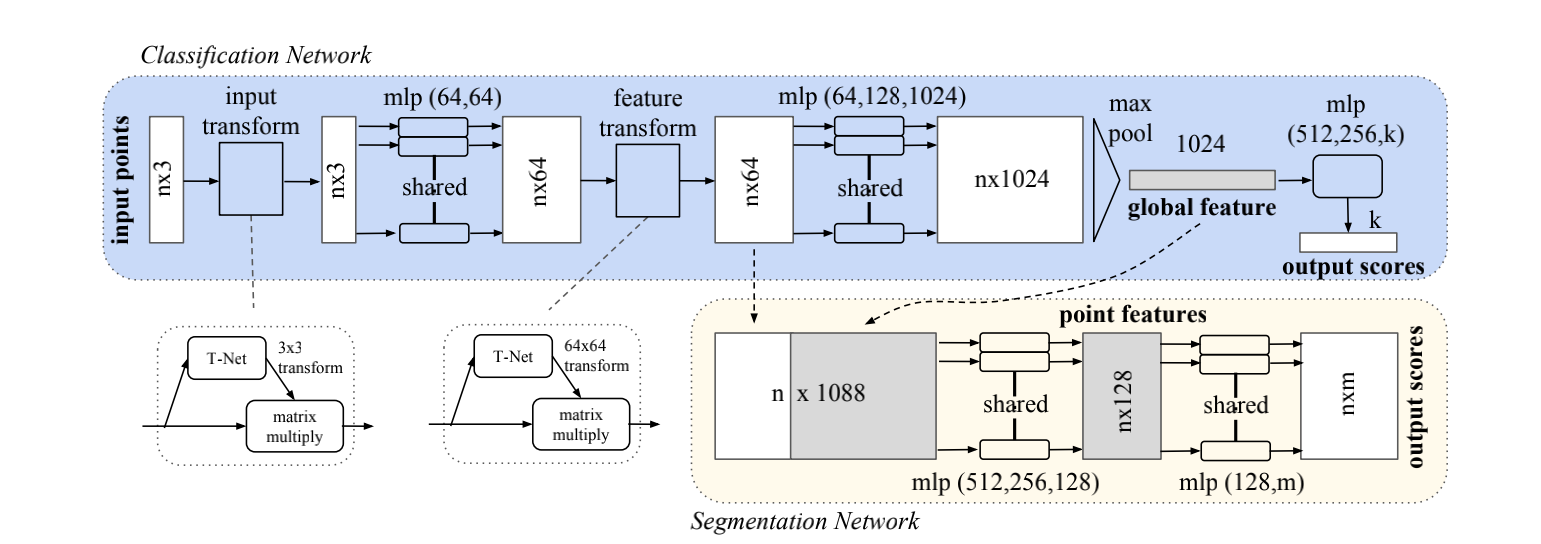 Classification Network
input points
nx3
input
transform
nx3
mlp (64,64)
shared
nx64
feature
transform
nx64
mlp (64,128,1024)
shared
nx1024
max
pool
1024
global feature
mlp
(512,256,k)
k
output scores
T-Net
3x3
transform
matrix
multiply
T-Net
64x64
transform
matrix
multiply
point features
n x 1088
shared
mlp (512,256,128)
nx128
shared
mlp (128,m)
nxm
output scores
Segmentation Network